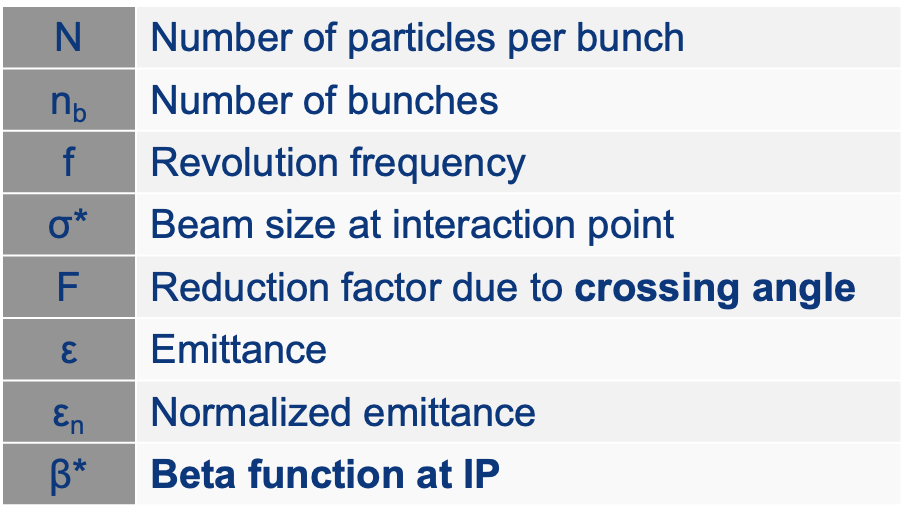 N Number of particles per bunch
n_b Number of bunches
f Revolution frequency
σ* Beam size at interaction point
F Reduction factor due to crossing angle
ε Emittance
ε_n Normalized emittance
β* Beta function at IP